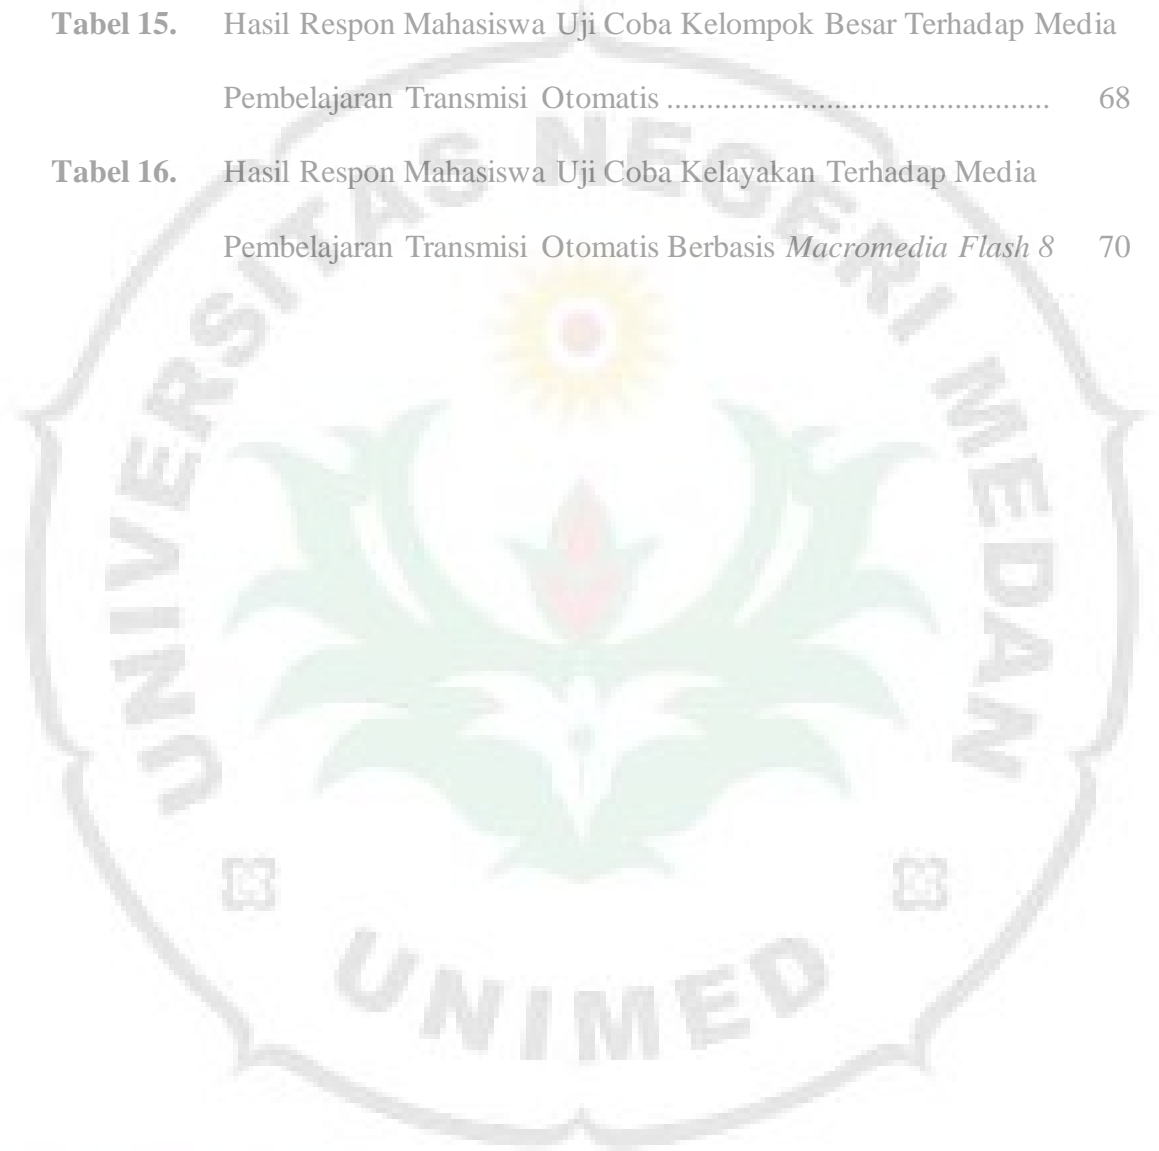 Tabel 15. Hasil Respon Mahasiswa Uji Coba Kelompok Besar Terhadap Media
Pembelajaran Transmisi Otomatis ................................................ 68
Tabel 16. Hasil Respon Mahasiswa Uji Coba Kelayakan Terhadap Media
Pembelajaran Transmisi Otomatis Berbasis Macromedia Flash 8 70
UNIVERSITAS NEGERI MEDAN
UNIMED